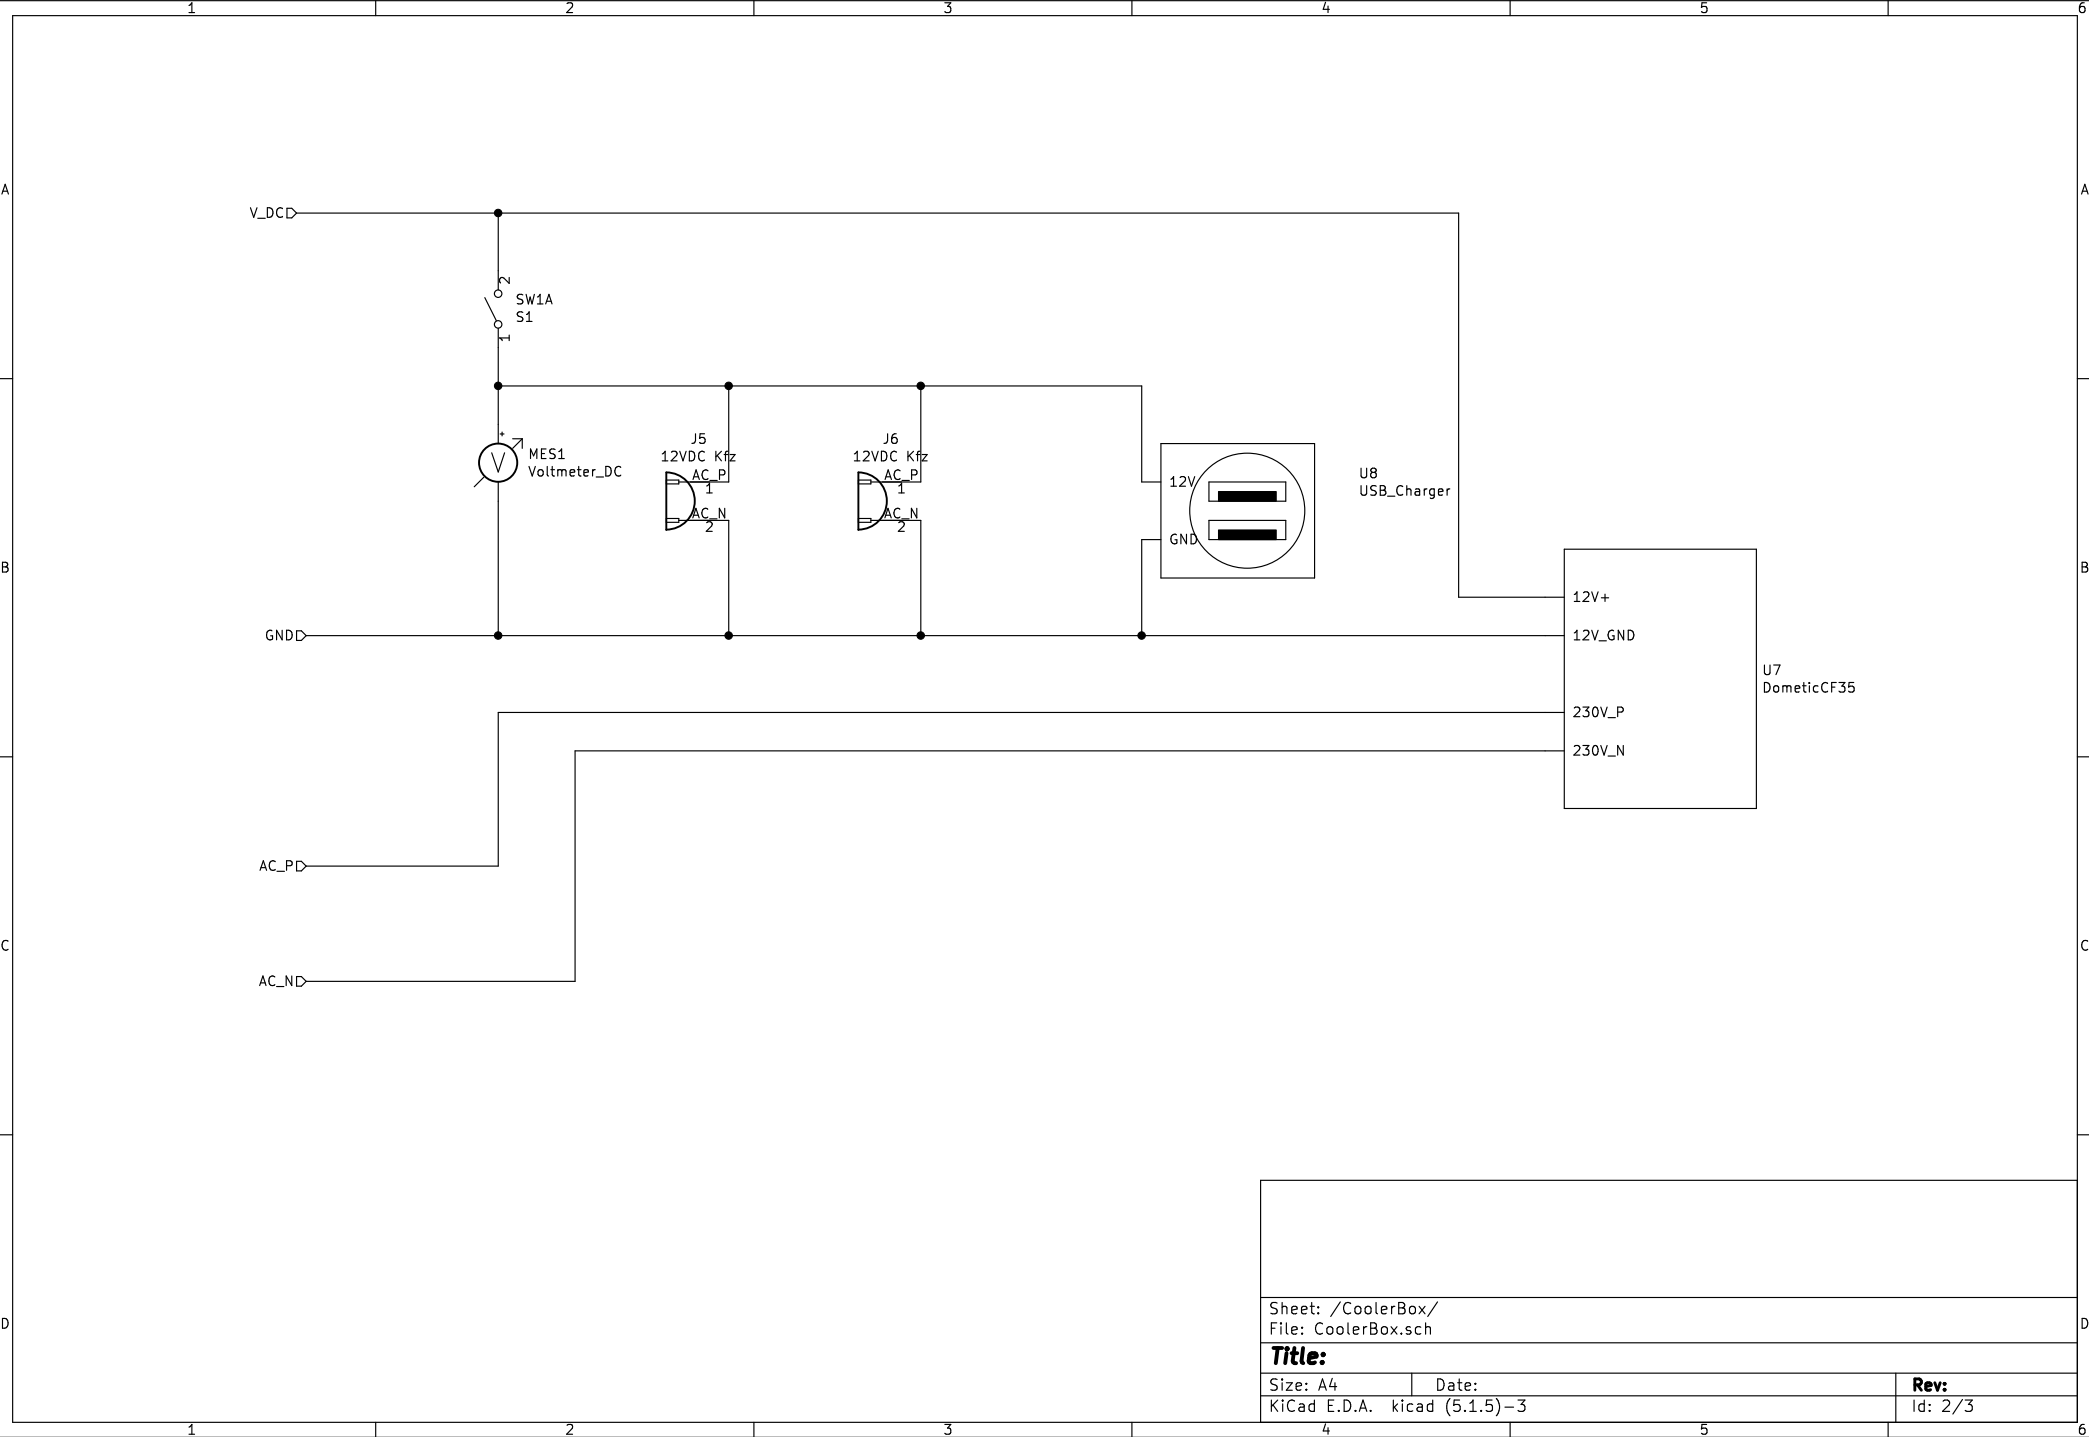 1 2 3 4 5 6
A A
V_DC
2
SW1A
S1
1
+
V
MES1
Voltmeter_DC
J5
12VDC Kfz
AC_P
1
AC_N
2
J6
12VDC Kfz
AC_P
1
AC_N
2
12V
GND
U8
USB_Charger
B B
GND
12V+
12V_GND
230V_P
230V_N
U7
DometicCF35
AC_P
C C
AC_N
D D
Sheet: /CoolerBox/
File: CoolerBox.sch
Title:
Size: A4 Date: Rev:
KiCad E.D.A. kicad (5.1.5)-3 Id: 2/3
1 2 3 4 5 6